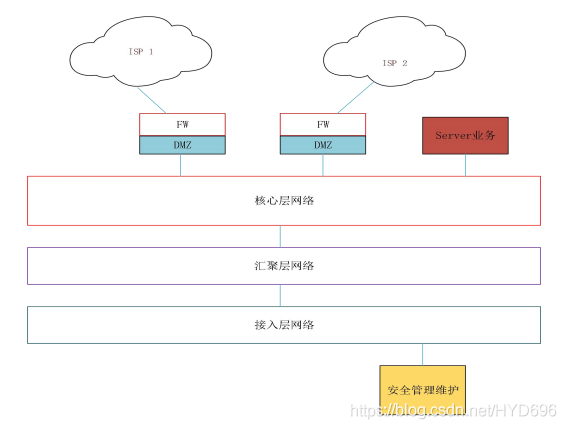 ISP 1
ISP 2
FW
FW
DMZ
DMZ
Server业务
核心层网络
汇聚层网络
接入层网络
安全管理维护
https://blog.csdn.net/HYD696